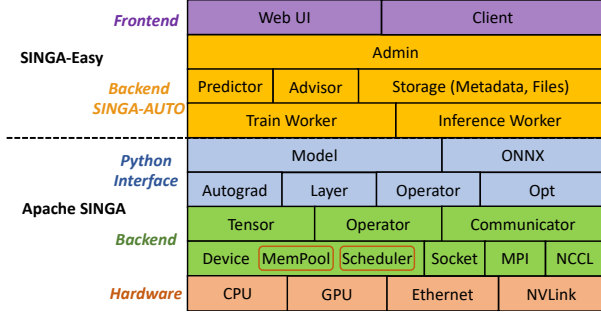 Frontend Web UI Client
SINGA-Easy Admin
Backend Predictor Advisor Storage (Metadata, Files)
SINGA-AUTO Train Worker Inference Worker
Python Model ONNX
Interface Autograd Layer Operator Opt
Apache SINGA Tensor Operator Communicator
Backend Device MemPool Scheduler Socket MPI NCCL
Hardware CPU GPU Ethernet NVLink